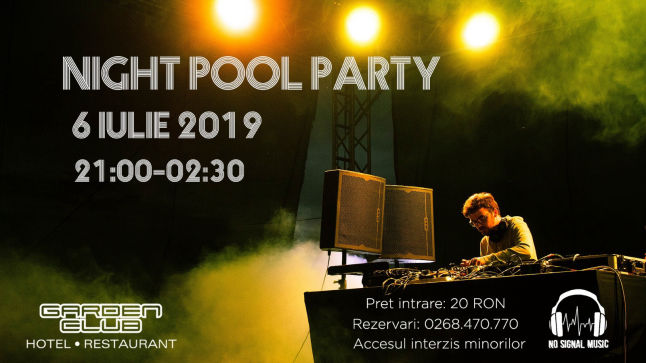 NIGHT POOL PARTY
6 IULIE 2019
21:00-02:30
GARDEN
CLUB
HOTEL • RESTAURANT
Pret intrare: 20 RON
Rezervari: 0268.470.770
Accesul interzis minorilor
NO SIGNAL MUSIC